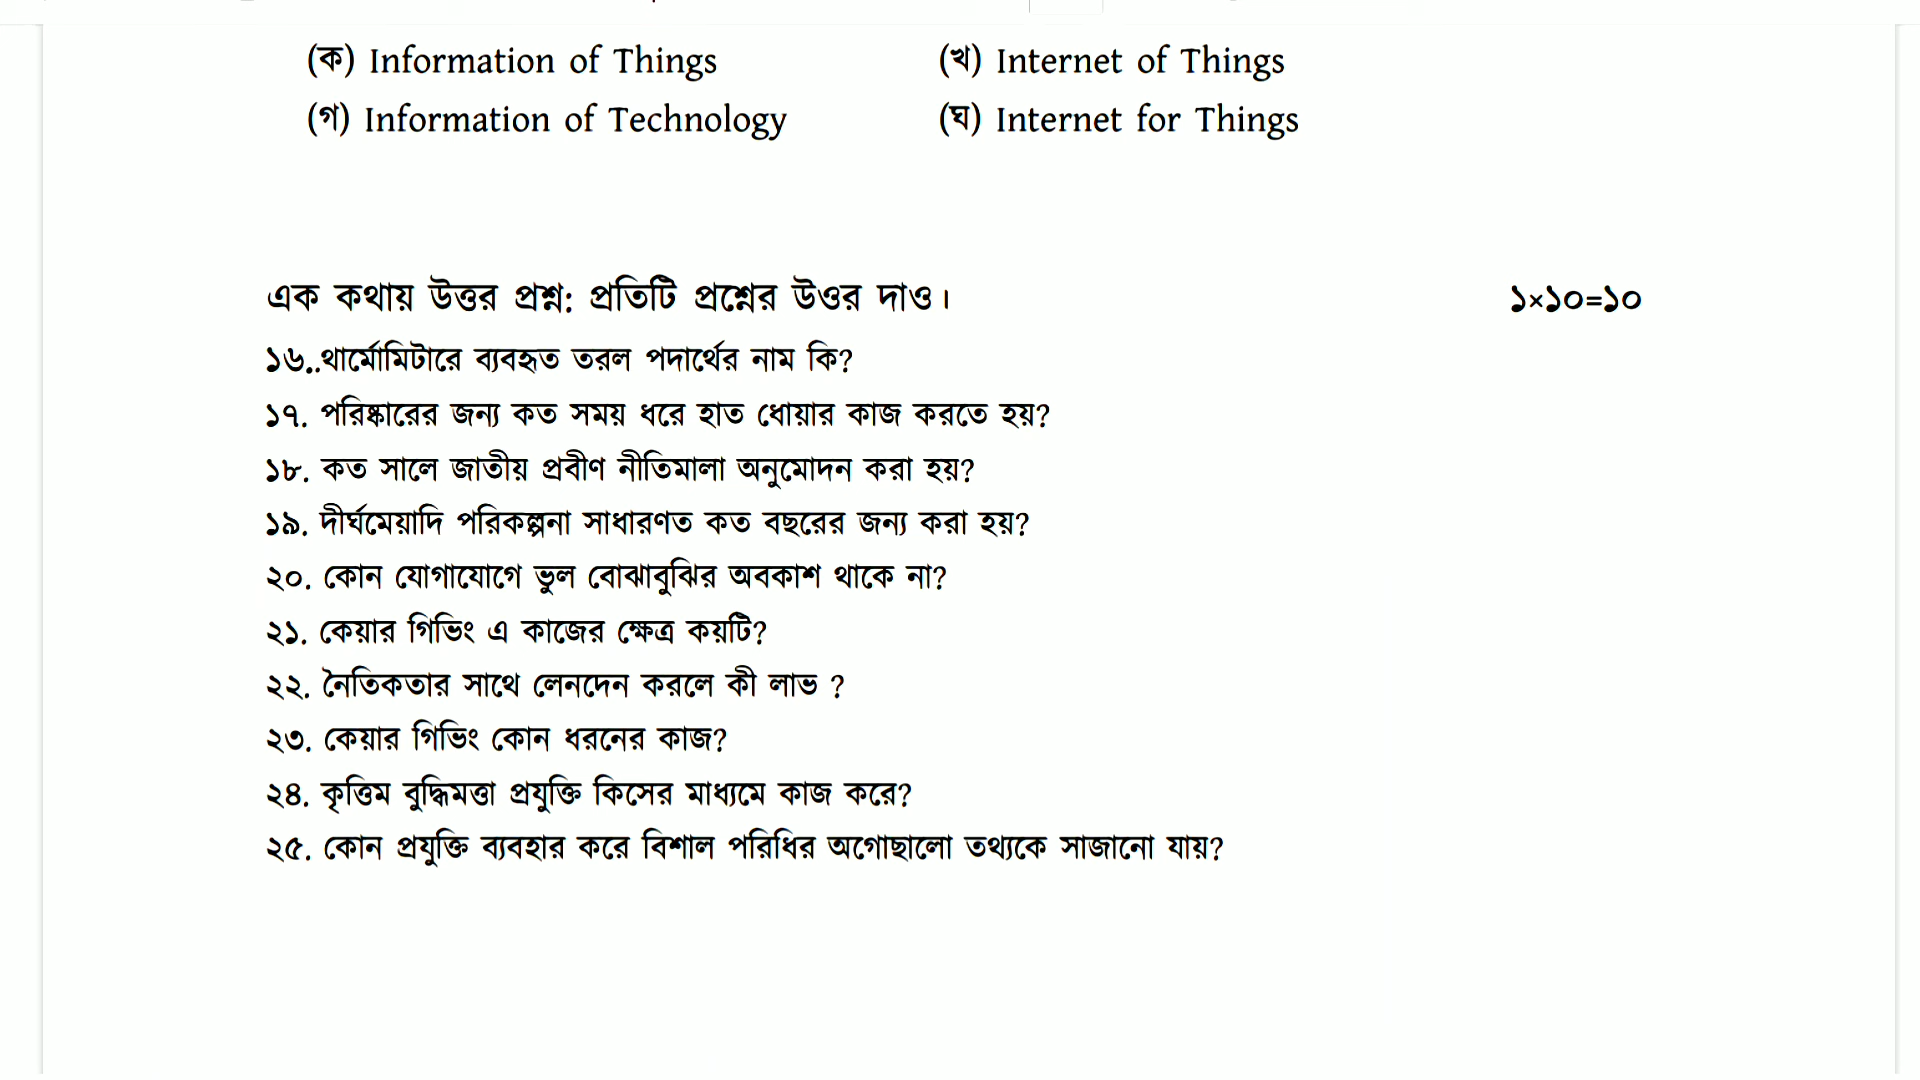 (ক) Information of Things (খ) Internet of Things
(গ) Information of Technology (ঘ) Internet for Things
এক কথায় উত্তর প্রশ্ন: প্রতিটি প্রশ্নের উওর দাও। ১×১০=১০
১৬..থার্মোমিটারে ব্যবহৃত তরল পদার্থের নাম কি?
১৭. পরিষ্কারের জন্য কত সময় ধরে হাত ধোয়ার কাজ করতে হয়?
১৮. কত সালে জাতীয় প্রবীণ নীতিমালা অনুমোদন করা হয়?
১৯. দীর্ঘমেয়াদি পরিকল্পনা সাধারণত কত বছরের জন্য করা হয়?
২০. কোন যোগাযোগে ভুল বোঝাবুঝির অবকাশ থাকে না?
২১. কেয়ার গিভিং এ কাজের ক্ষেত্র কয়টি?
২২. নৈতিকতার সাথে লেনদেন করলে কী লাভ ?
২৩. কেয়ার গিভিং কোন ধরনের কাজ?
২৪. কৃত্তিম বুদ্ধিমত্তা প্রযুক্তি কিসের মাধ্যমে কাজ করে?
২৫. কোন প্রযুক্তি ব্যবহার করে বিশাল পরিধির অগোছালো তথ্যকে সাজানো যায়?